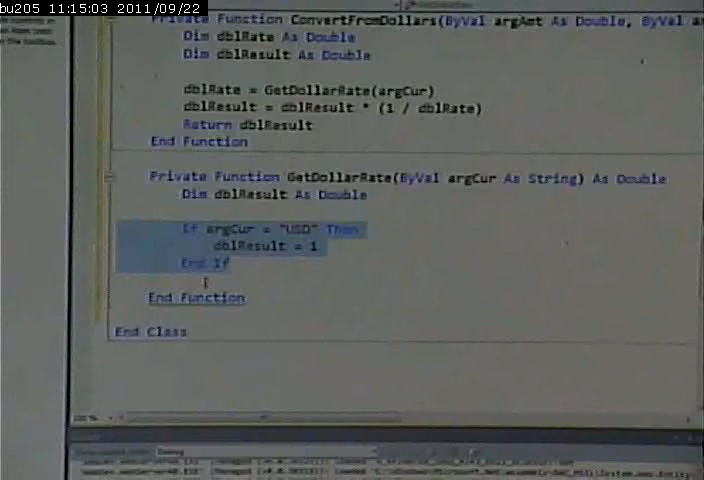 bu205 11:15:03 2011/09/22
Private Function ConvertFromDollars(ByVal argAmt As Double, ByVal ar
Dim dblRate As Double
Dim dblResult As Double
dblRate = GetDollarRate(argCur)
dblResult = dblResult * (1 / dblRate)
Return dblResult
End Function
Private Function GetDollarRate(ByVal argCur As String) As Double
Dim dblResult As Double
If argCur = "USD" Then
dblResult = 1
End If
End Function
End Class
Debug